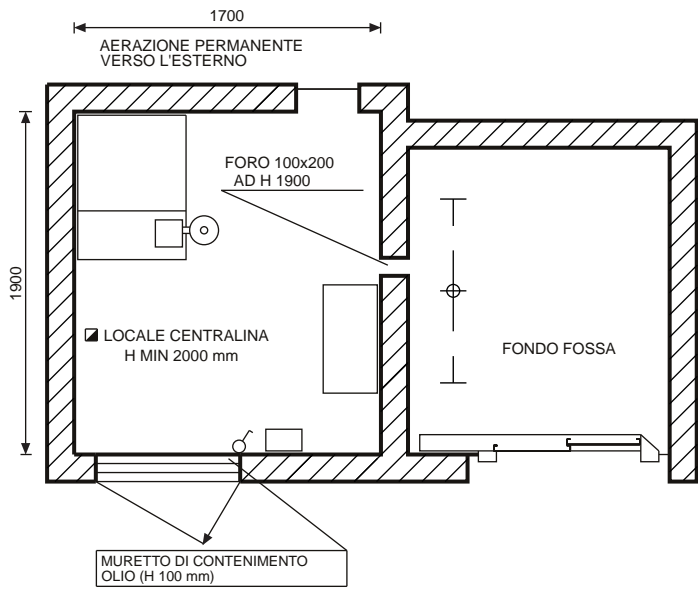 1700
AERAZIONE PERMANENTE
VERSO L'ESTERNO
FORO 100x200
AD H 1900
1900
LOCALE CENTRALINA
H MIN 2000 mm
FONDO FOSSA
MURETTO DI CONTENIMENTO
OLIO (H 100 mm)